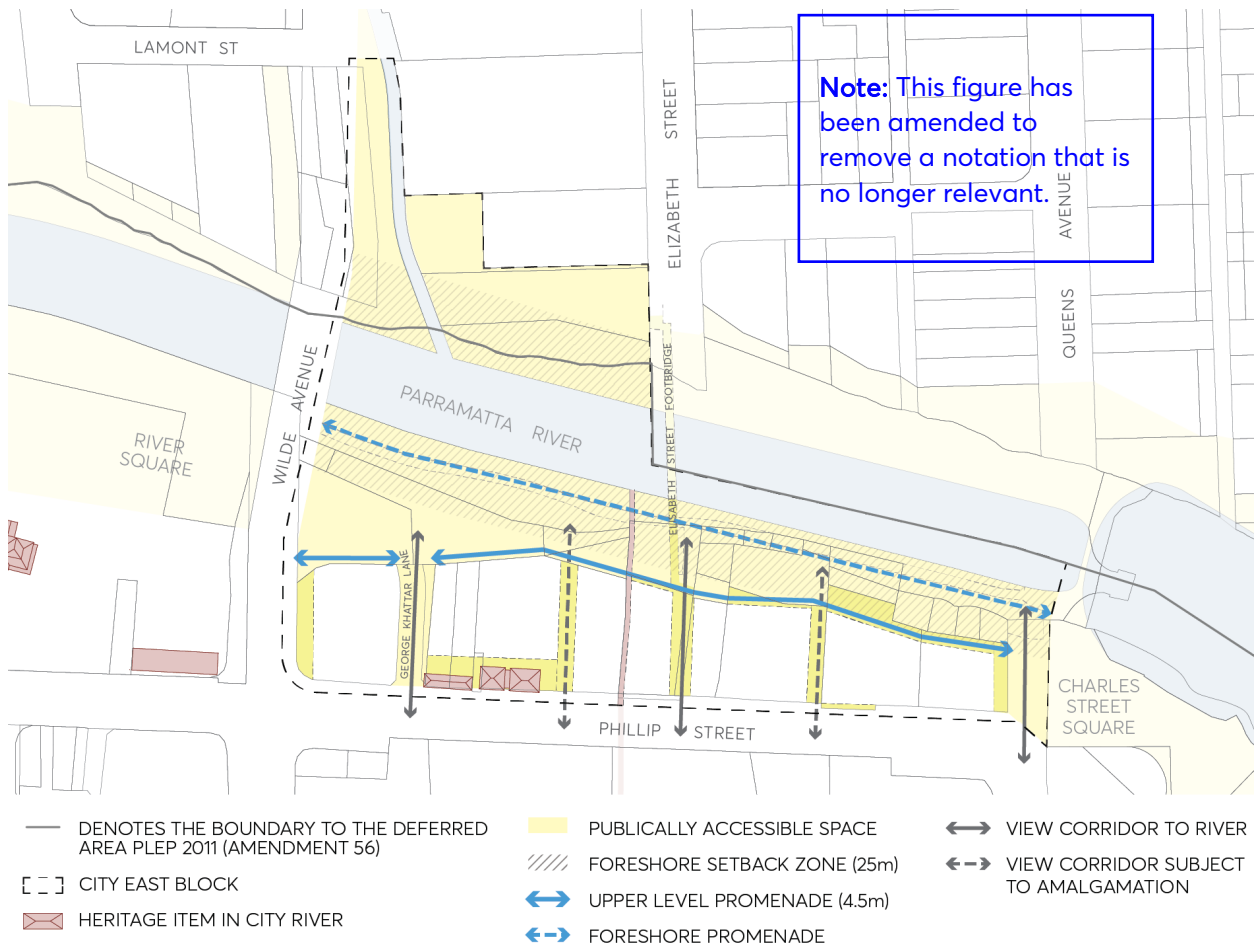 LAMONT ST
ELIZABETH STREET
Note: This figure has
been amended to
remove a notation that is
no longer relevant.
QUEENS AVENUE
WILDE AVENUE
PARRAMATTA RIVER
ELISABETH STREET FOOTBRIDGE
RIVER
SQUARE
GEORGE KHATTAR LANE
PHILLIP STREET
CHARLES
STREET
SQUARE
DENOTES THE BOUNDARY TO THE DEFERRED
AREA PLEP 2011 (AMENDMENT 56)
CITY EAST BLOCK
HERITAGE ITEM IN CITY RIVER
PUBLICALLY ACCESSIBLE SPACE
FORESHORE SETBACK ZONE (25m)
UPPER LEVEL PROMENADE (4.5m)
FORESHORE PROMENADE
VIEW CORRIDOR TO RIVER
VIEW CORRIDOR SUBJECT
TO AMALGAMATION